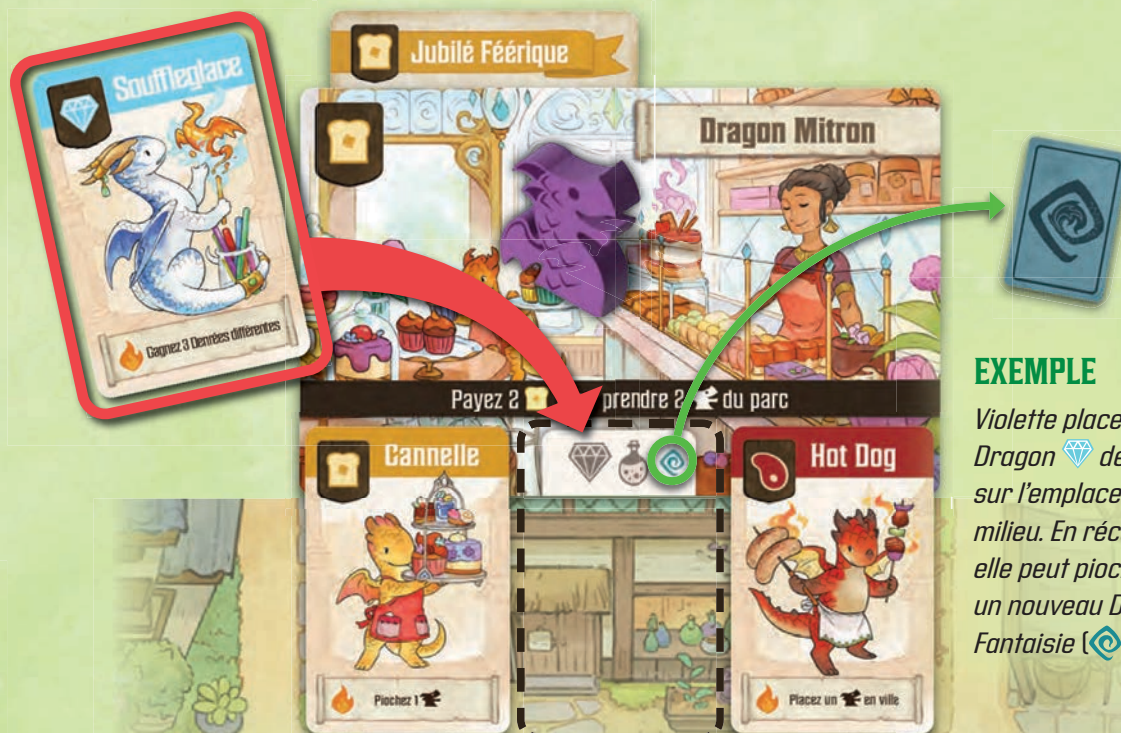 Jubilé Féérique
Souffleglace
Gagnez 3 Denrées différentes
Dragon Mitron
Payez 2 prendre 2 du parc
Cannelle
Piochez 1
Hot Dog
Placez un en ville
EXEMPLE
Violette place
Dragon de
sur l'emplace
milieu. En réc
elle peut pioc
un nouveau D
Fantaisie (